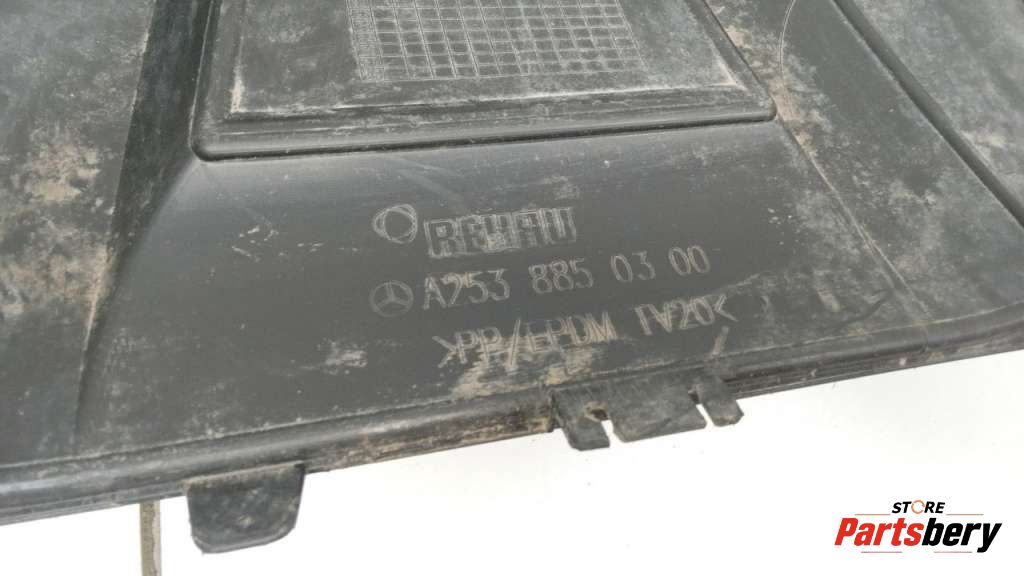 REHAU
A253 885 03 00
>PP/EPDM TV20<
STORE
Partsbery